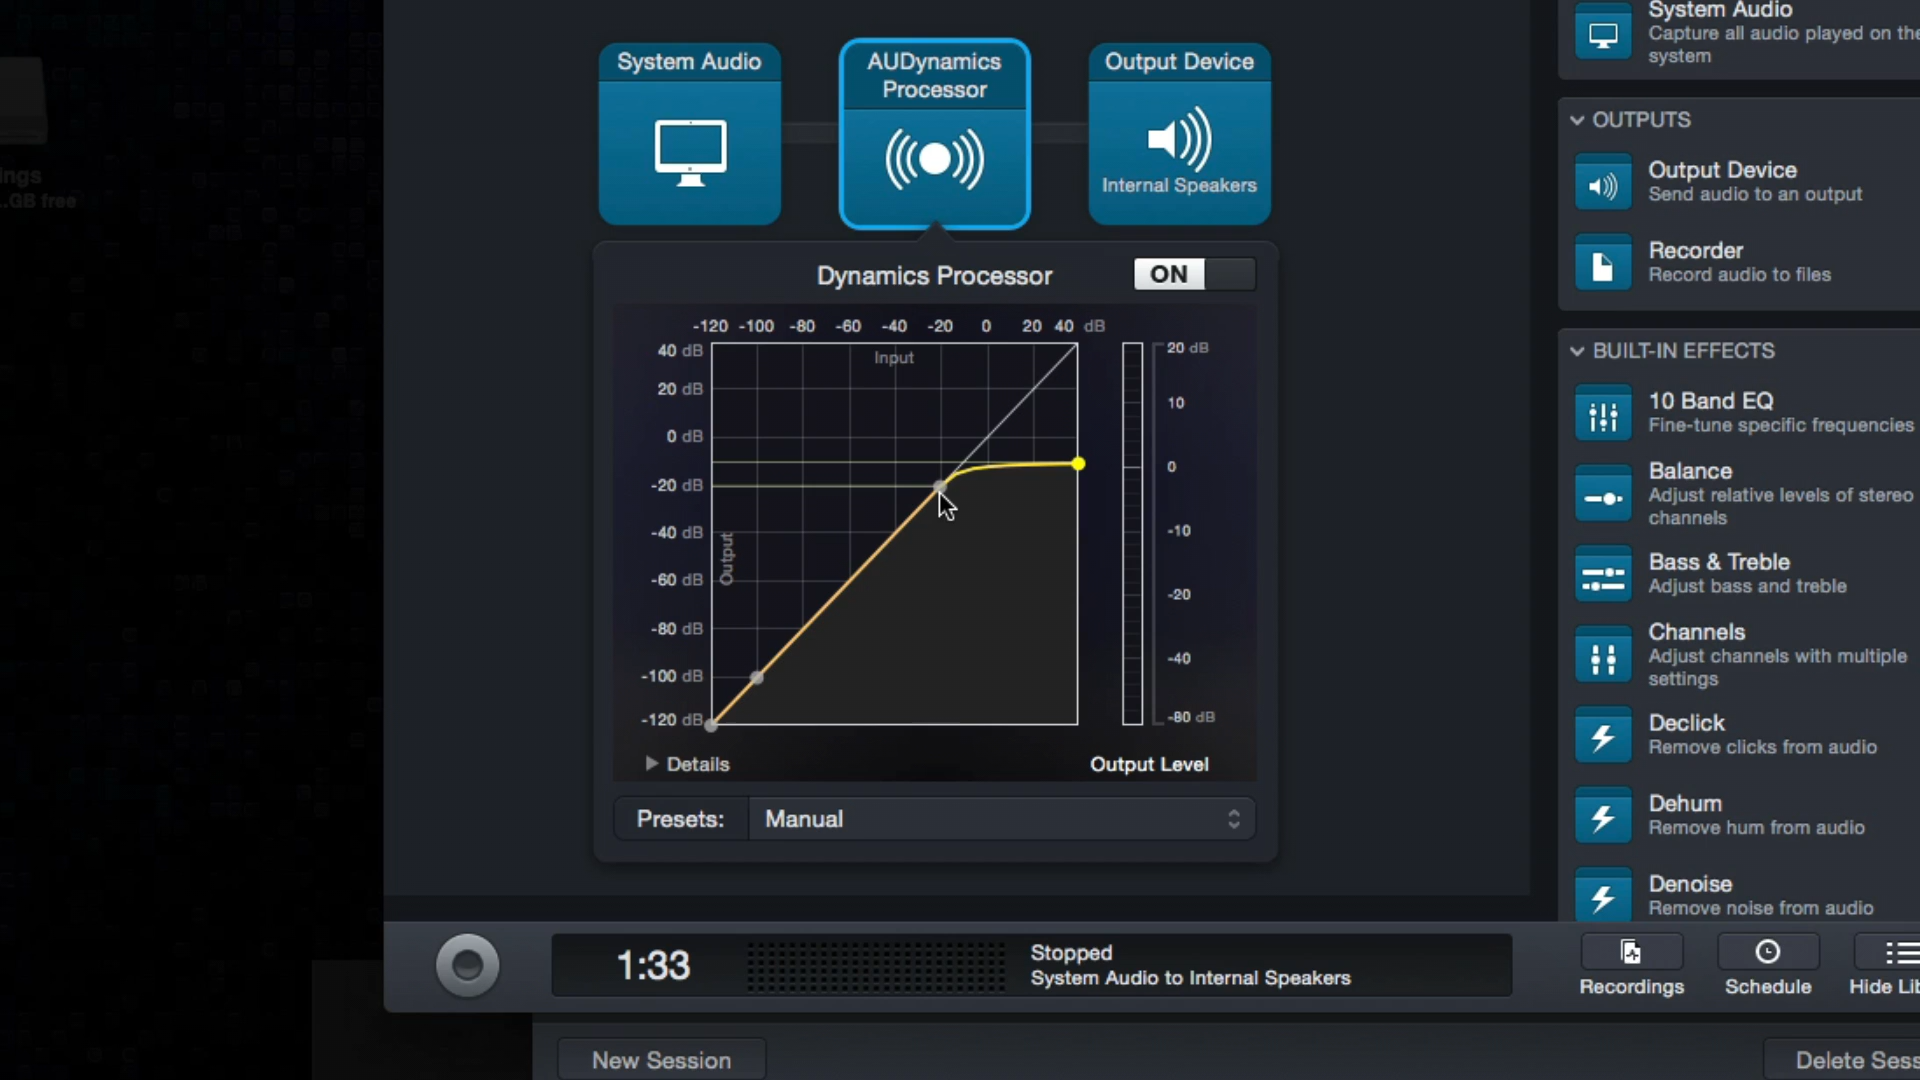 ings
..GB free
System Audio
AUDynamics
Processor
Output Device
Internal Speakers
Dynamics Processor
ON
-120 -100 -80 -60 -40 -20 0 20 40 dB
Input
40 dB
20 dB
0 dB
-20 dB
-40 dB
-60 dB
-80 dB
-100 dB
-120 dB
Output
20 dB
10
0
-10
-20
-40
-80 dB
Details
Output Level
Presets: Manual
System Audio
Capture all audio played on the
system
OUTPUTS
Output Device
Send audio to an output
Recorder
Record audio to files
BUILT-IN EFFECTS
10 Band EQ
Fine-tune specific frequencies
Balance
Adjust relative levels of stereo
channels
Bass & Treble
Adjust bass and treble
Channels
Adjust channels with multiple
settings
Declick
Remove clicks from audio
Dehum
Remove hum from audio
Denoise
Remove noise from audio
1:33
Stopped
System Audio to Internal Speakers
Recordings
Schedule
Hide Lib
New Session
Delete Sess